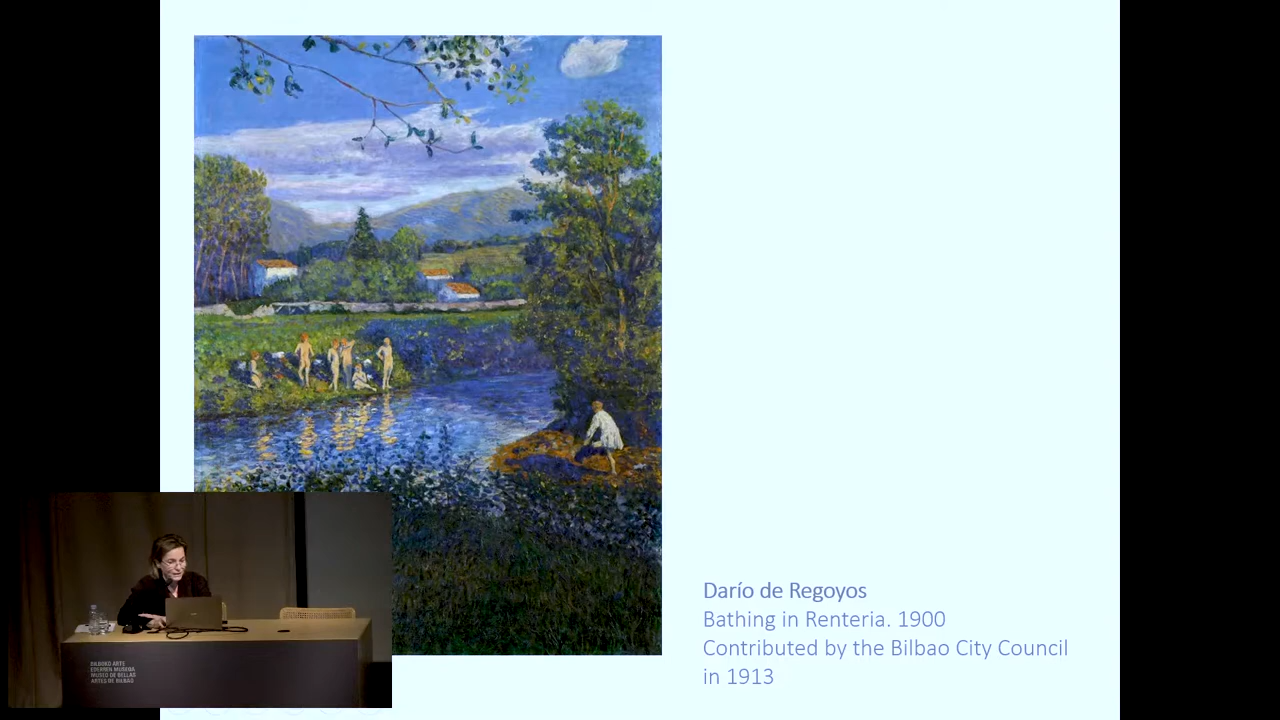 Darío de Regoyos
Bathing in Renteria. 1900
Contributed by the Bilbao City Council
in 1913
BILBOKO ARTE
EDERREN MUSEOA
MUSEO DE BELLAS
ARTES DE BILBAO